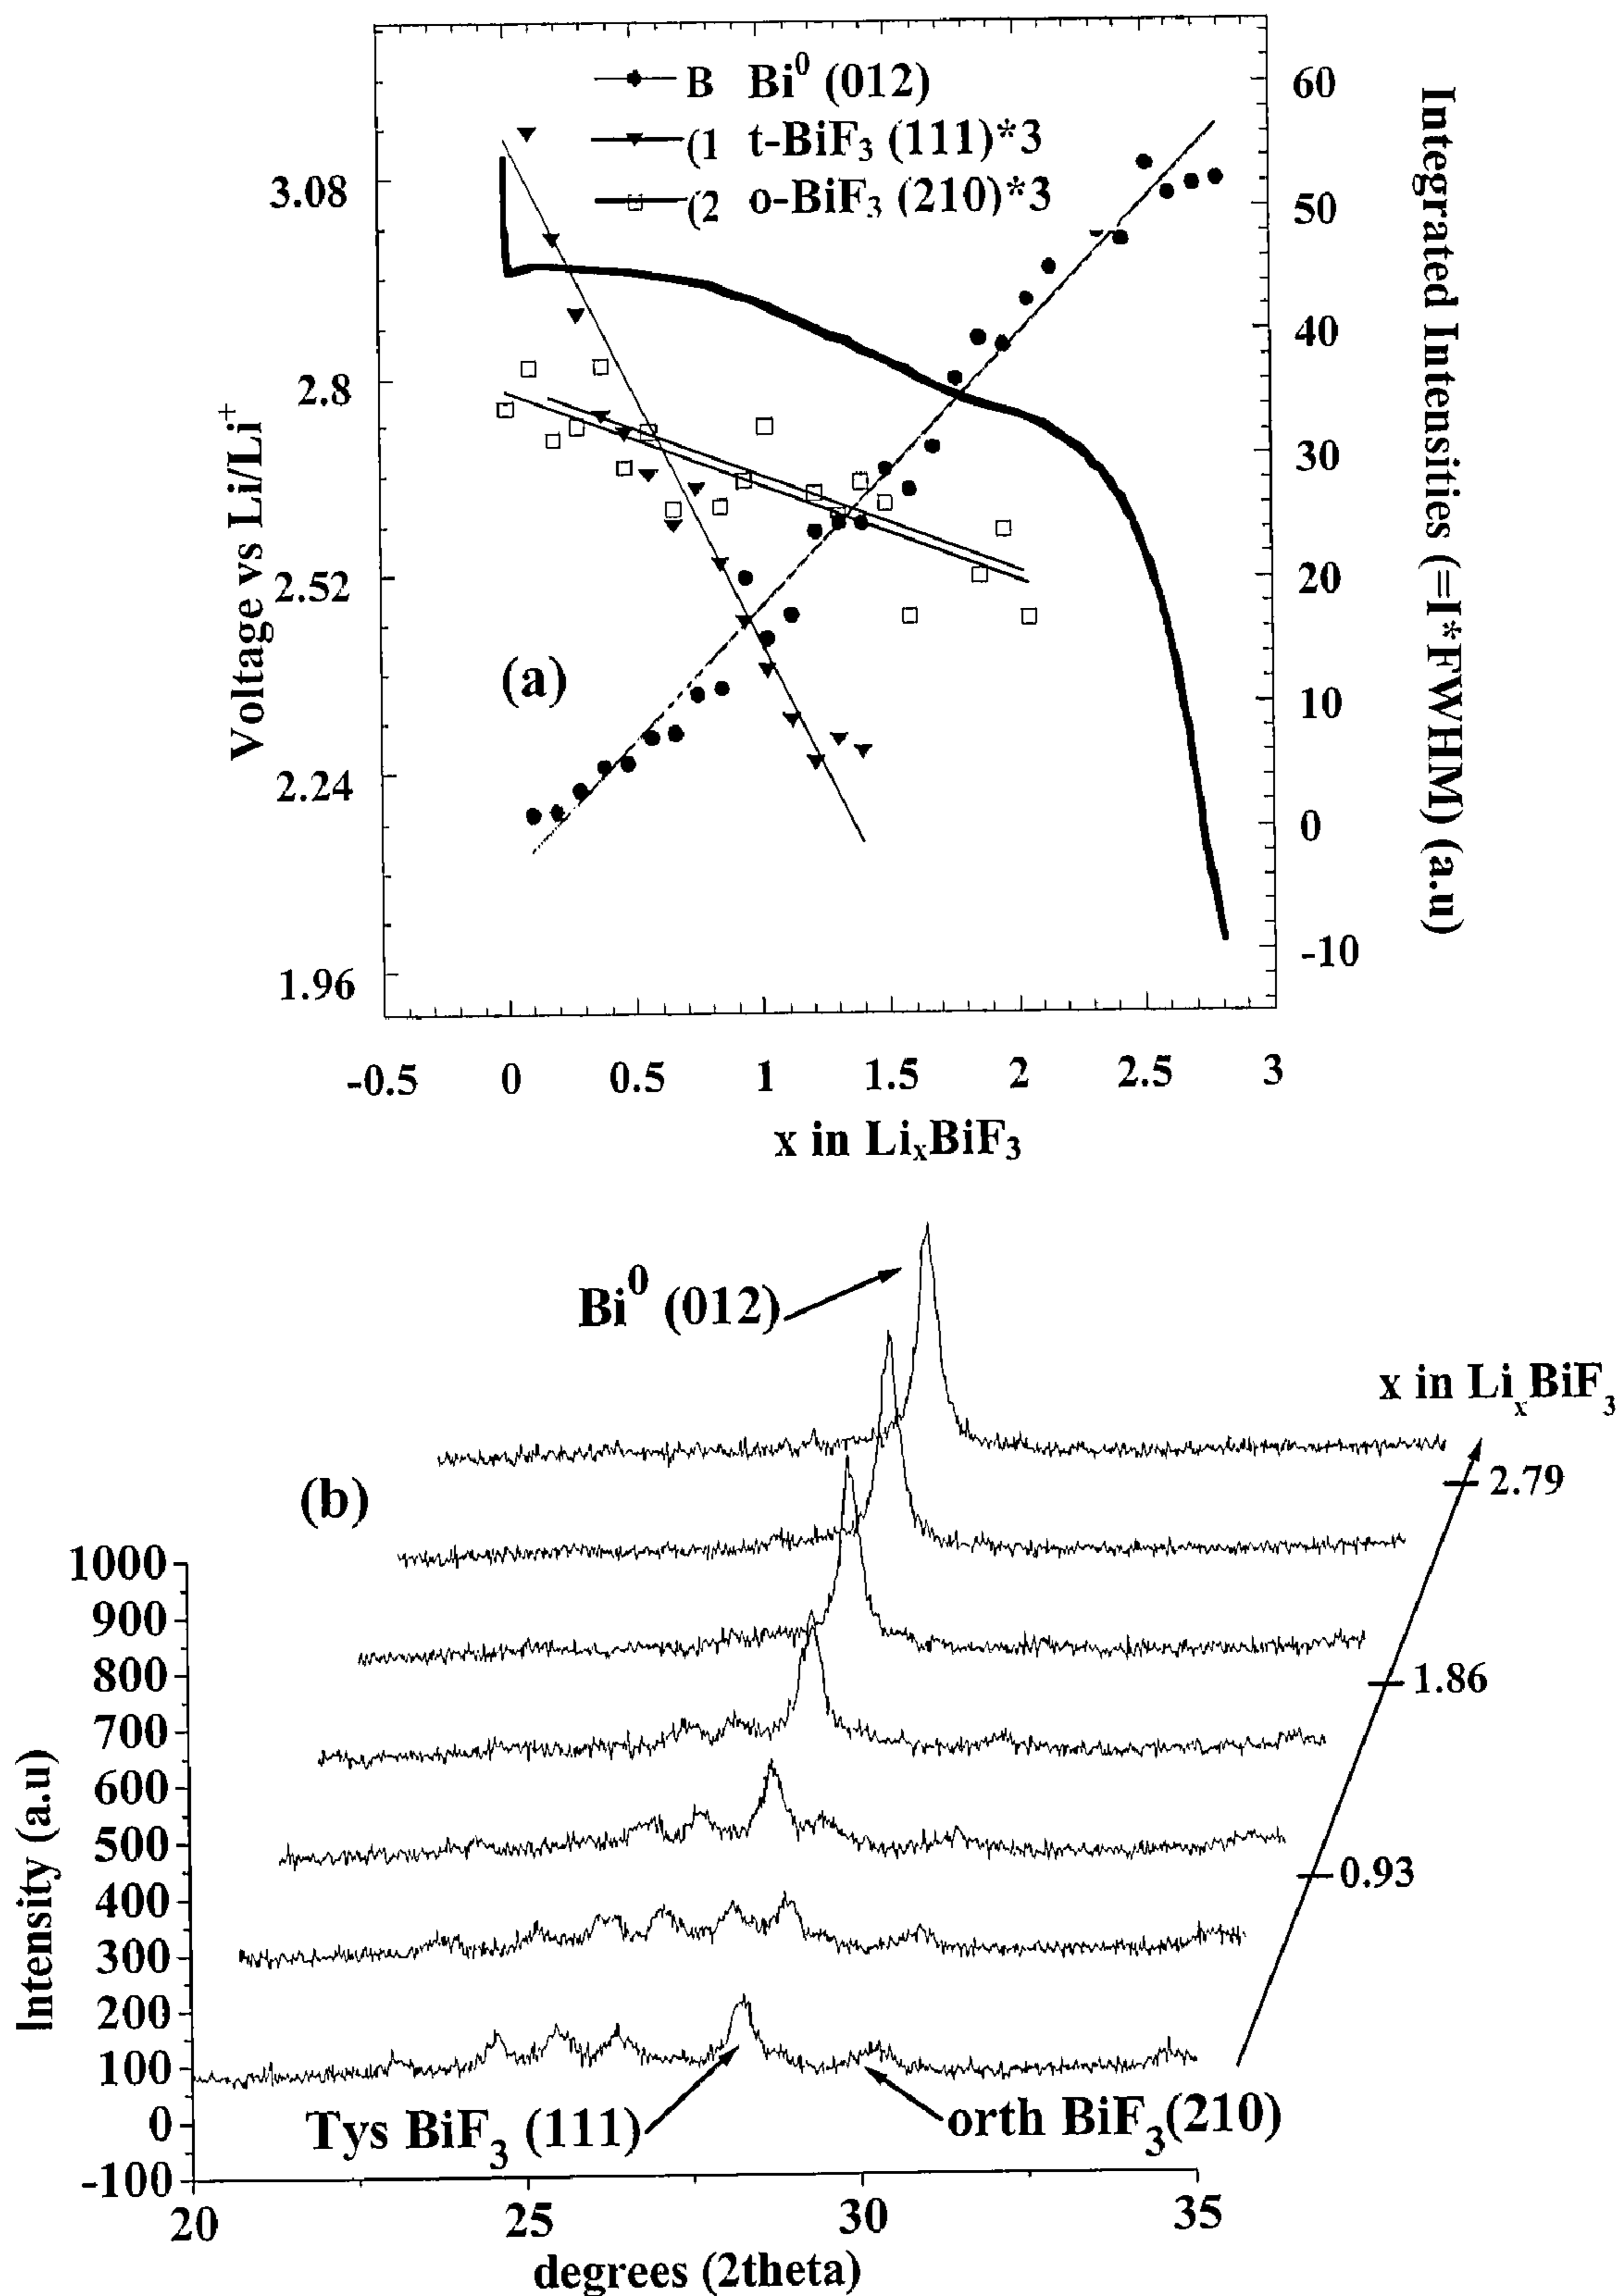 B Bi⁰ (012)
(1 t-BiF₃ (111)*3
(2 o-BiF₃ (210)*3
Voltage vs Li/Li⁺
3.08
2.8
2.52
2.24
1.96
60
50
40
30
20
10
0
-10
Integrated Intensities (=I*FWHM) (a.u)
(a)
-0.5 0 0.5 1 1.5 2 2.5 3
x in LiₓBiF₃
Bi⁰ (012)
x in LiₓBiF₃
2.79
1.86
0.93
(b)
Intensity (a.u)
1000
900
800
700
600
500
400
300
200
100
0
-100
Tys BiF₃ (111)
orth BiF₃(210)
20 25 30 35
degrees (2theta)